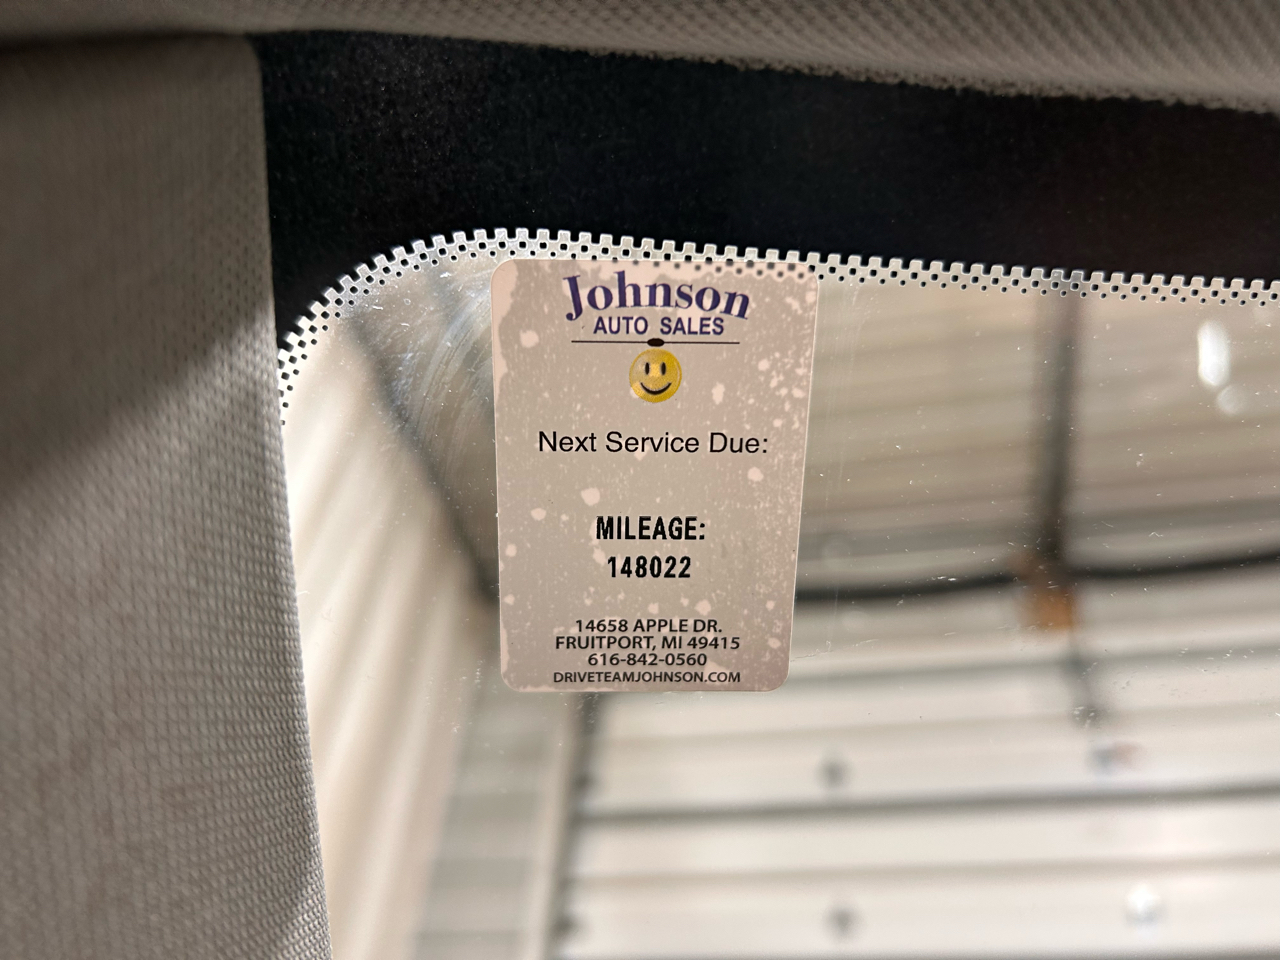 Johnson
AUTO SALES
Next Service Due:
MILEAGE:
148022
14658 APPLE DR.
FRUITPORT, MI 49415
616-842-0560
DRIVETEAMJOHNSON.COM